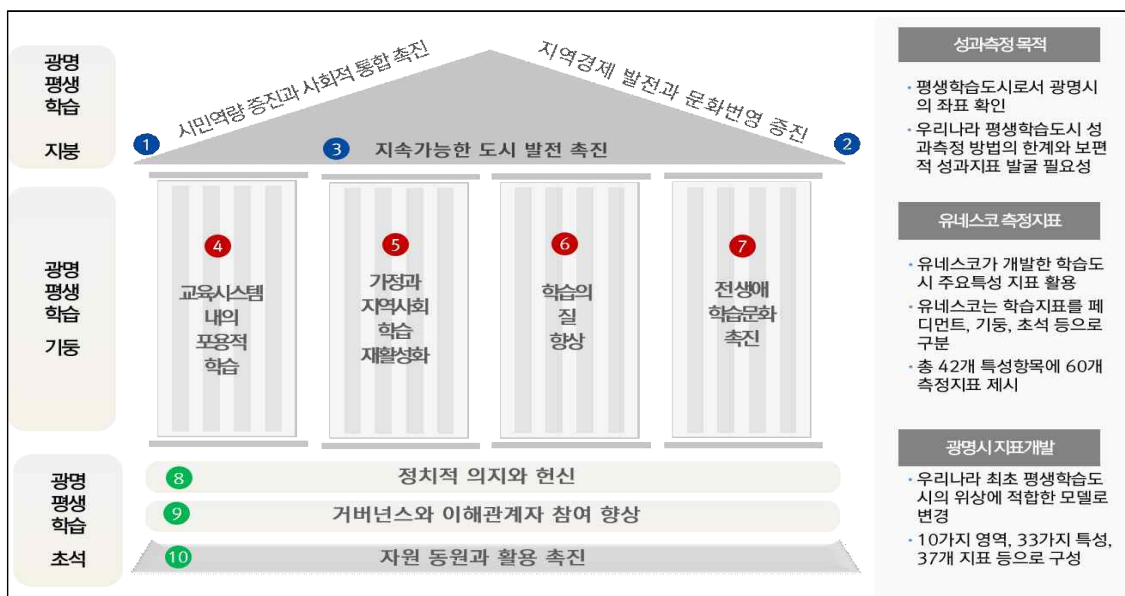 광명
평생
학습
지붕
시민역량 증진과 사회적 통합 촉진
지역경제 발전과 문화번영 증진
1
3 지속가능한 도시 발전 촉진
2
광명
평생
학습
기둥
4
교육시스템
내의
포용적
학습
5
가정과
지역사회
학습
재활성화
6
학습의
질
향상
7
전생애
학습문화
촉진
광명
평생
학습
초석
8 정치적 의지와 헌신
9 거버넌스와 이해관계자 참여 향상
10 자원 동원과 활용 촉진
성과측정 목적
• 평생학습도시로서 광명시
의 좌표 확인
• 우리나라 평생학습도시 성
과측정 방법의 한계와 보편
적 성과지표 발굴 필요성
유네스코 측정지표
• 유네스코가 개발한 학습도
시 주요특성 지표 활용
• 유네스코는 학습지표를 페
디먼트, 기둥, 초석 등으로
구분
• 총 42개 특성항목에 60개
측정지표 제시
광명시 지표개발
• 우리나라 최초 평생학습도
시의 위상에 적합한 모델로
변경
• 10가지 영역, 33가지 특성,
37개 지표 등으로 구성